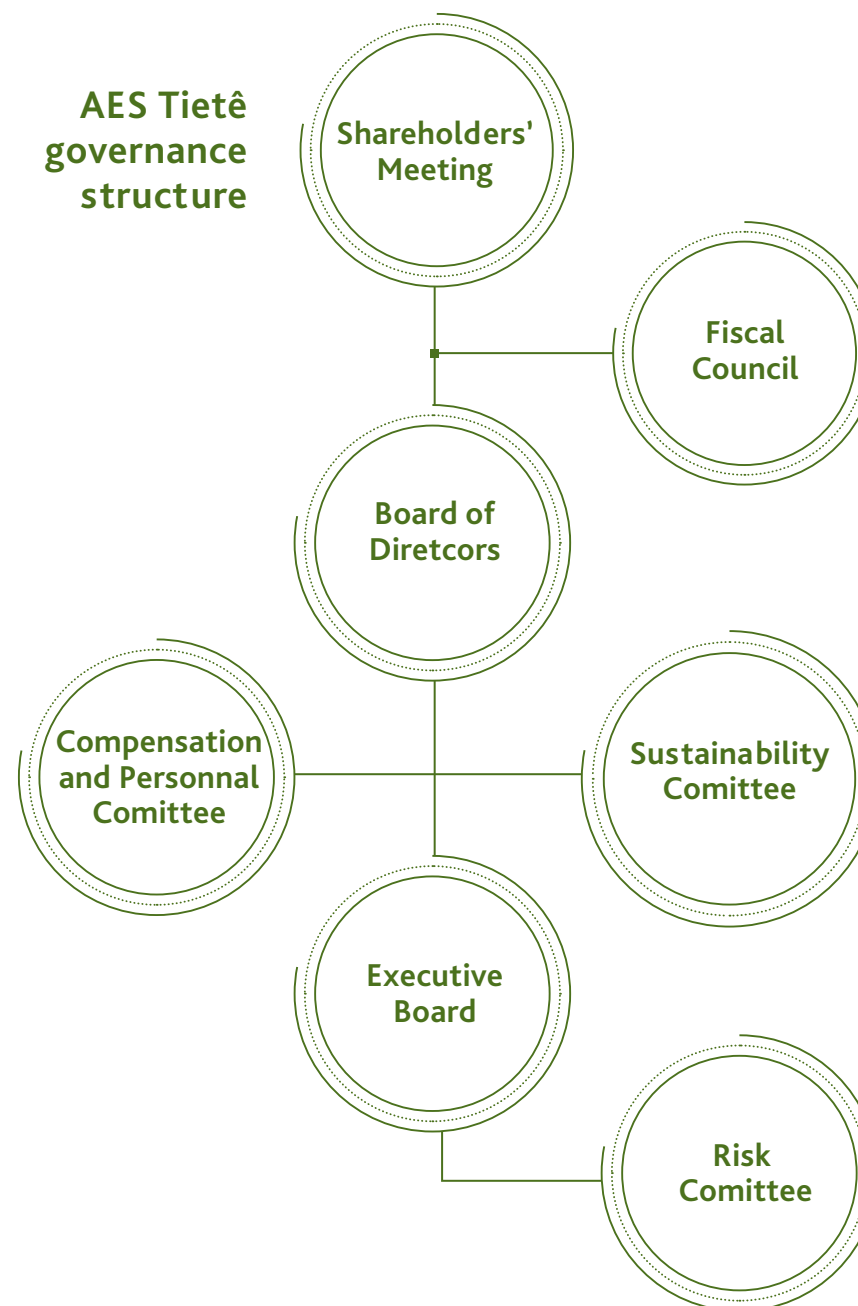 AES Tietê
governance
structure
Shareholders'
Meeting
Fiscal
Council
Board of
Diretcors
Compensation
and Personnal
Comittee
Sustainability
Comittee
Executive
Board
Risk
Comittee